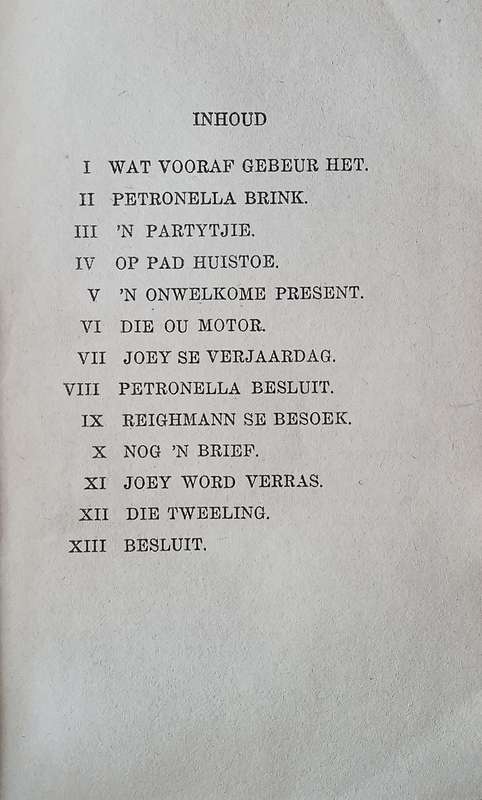 INHOUD
I WAT VOORAF GEBEUR HET.
II PETRONELLA BRINK.
III 'N PARTYTJIE.
IV OP PAD HUISTOE.
V 'N ONWELKOME PRESENT.
VI DIE OU MOTOR.
VII JOEY SE VERJAARDAG.
VIII PETRONELLA BESLUIT.
IX REIGHMANN SE BESOEK.
X NOG 'N BRIEF.
XI JOEY WORD VERRAS.
XII DIE TWEELING.
XIII BESLUIT.